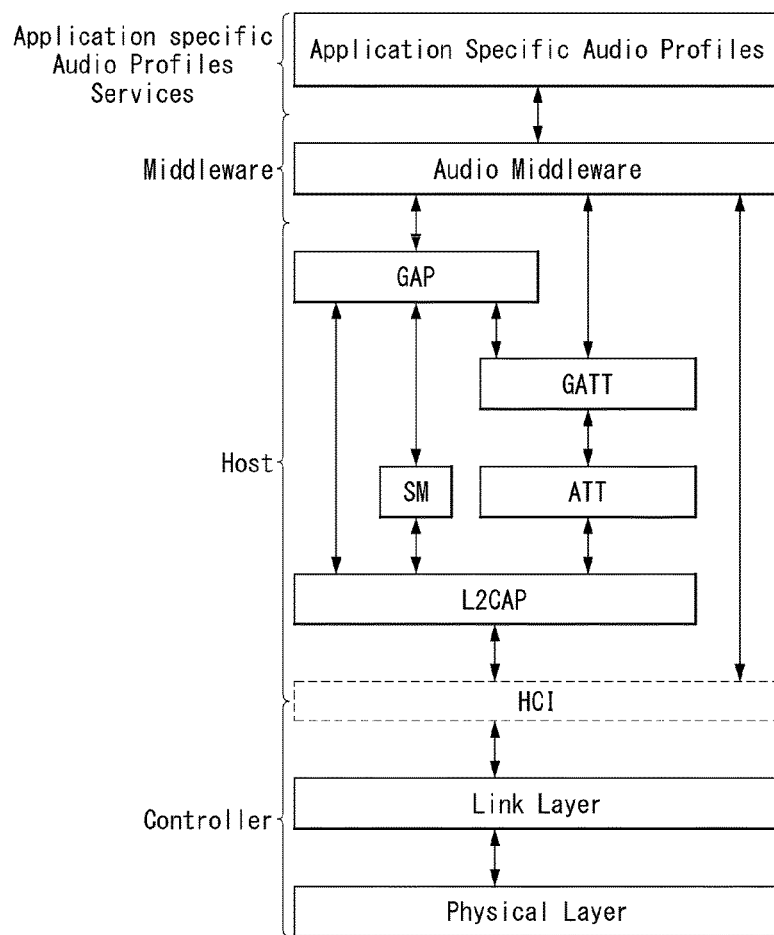 Application specific
Audio Profiles
Services
Application Specific Audio Profiles
Middleware
Audio Middleware
GAP
GATT
Host
SM
ATT
L2CAP
HCI
Controller
Link Layer
Physical Layer